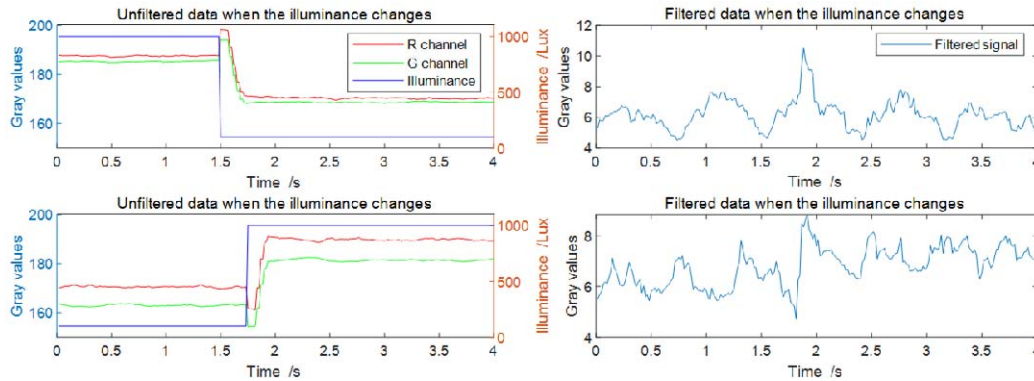 Unfiltered data when the illuminance changes
200
180
160
Gray values
R channel
G channel
Illuminance
1000
500
0
Illuminance /Lux
0 0.5 1 1.5 2 2.5 3 3.5 4
Time /s
Filtered data when the illuminance changes
12
10
8
6
4
Gray values
Filtered signal
0 0.5 1 1.5 2 2.5 3 3.5 4
Time /s
Unfiltered data when the illuminance changes
200
180
160
Gray values
1000
500
0
Illuminance /Lux
0 0.5 1 1.5 2 2.5 3 3.5 4
Time /s
Filtered data when the illuminance changes
8
6
4
Gray values
0 0.5 1 1.5 2 2.5 3 3.5 4
Time /s